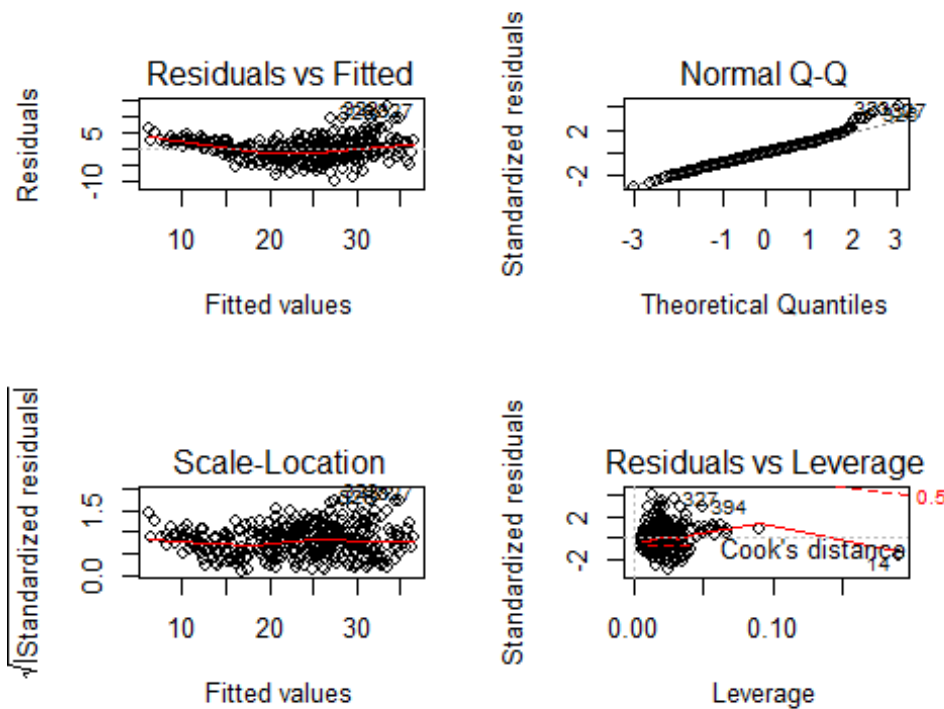 Residuals vs Fitted
Residuals
5
-10
10 20 30
Fitted values
Normal Q-Q
Standardized residuals
2
-2
-3 -1 0 1 2 3
Theoretical Quantiles
Scale-Location
√|Standardized residuals|
1.5
0.0
10 20 30
Fitted values
Residuals vs Leverage
Standardized residuals
2
-2
327
394
0.5
Cook's distance
14
0.00 0.10
Leverage